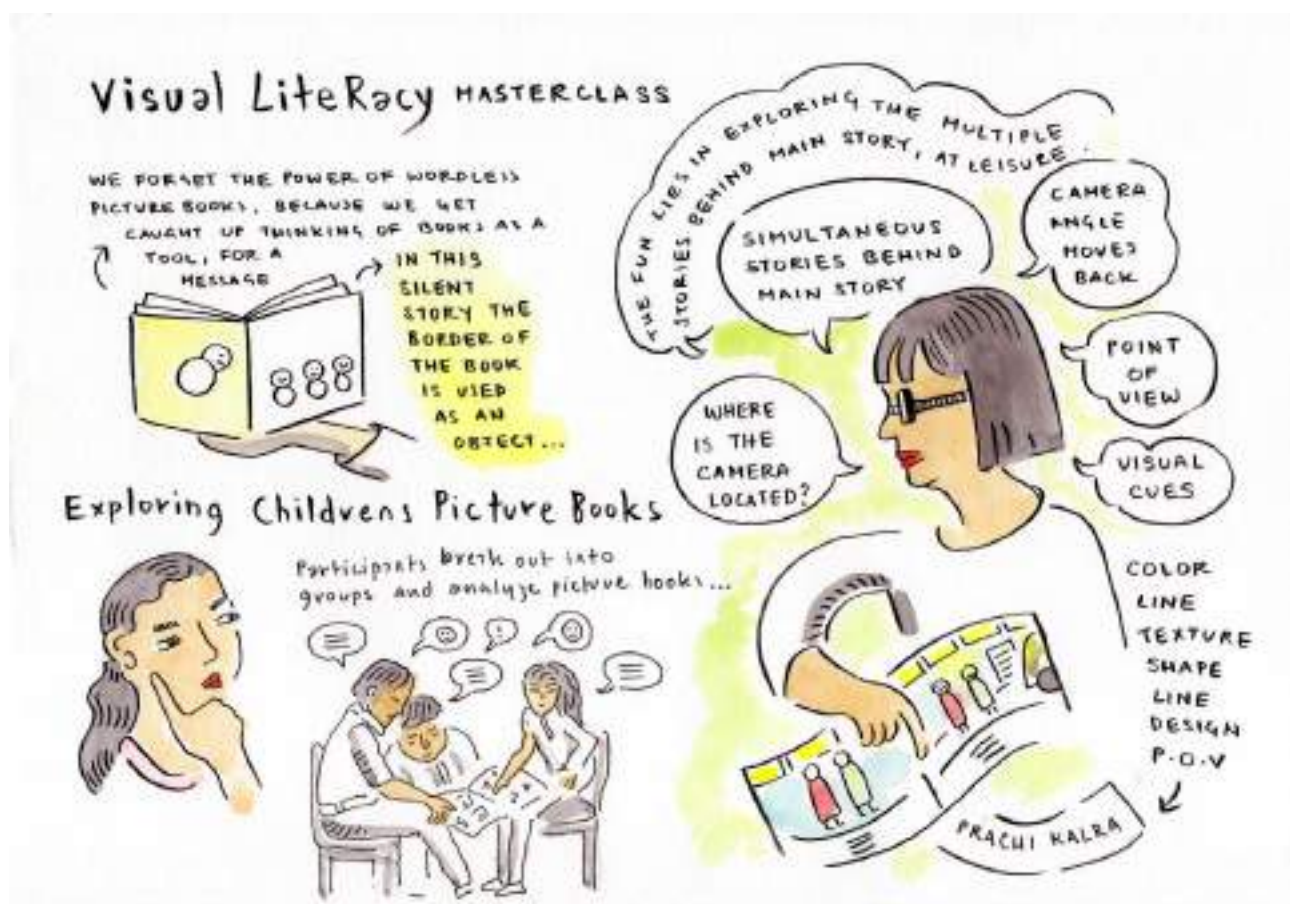 Visual LiteRacy MASTERCLASS
WE FORGET THE POWER OF WORDLESS
PICTURE BOOKS, BECAUSE WE GET
CAUGHT UP THINKING OF BOOKS AS A
TOOL, FOR A
MESSAGE
IN THIS
SILENT
STORY THE
BORDER OF
THE BOOK
IS USED
AS AN
OBJECT...
THE FUN LIES IN EXPLORING THE MULTIPLE
STORIES BEHIND MAIN STORY, AT LEISURE.
SIMULTANEOUS
STORIES BEHIND
MAIN STORY
CAMERA
ANGLE
MOVES
BACK
POINT
OF
VIEW
WHERE
IS THE
CAMERA
LOCATED?
VISUAL
CUES
Exploring Childrens Picture Books
Participants break out into
groups and analyze picture books...
!
COLOR
LINE
TEXTURE
SHAPE
LINE
DESIGN
P.O.V
PRACHI KALRA